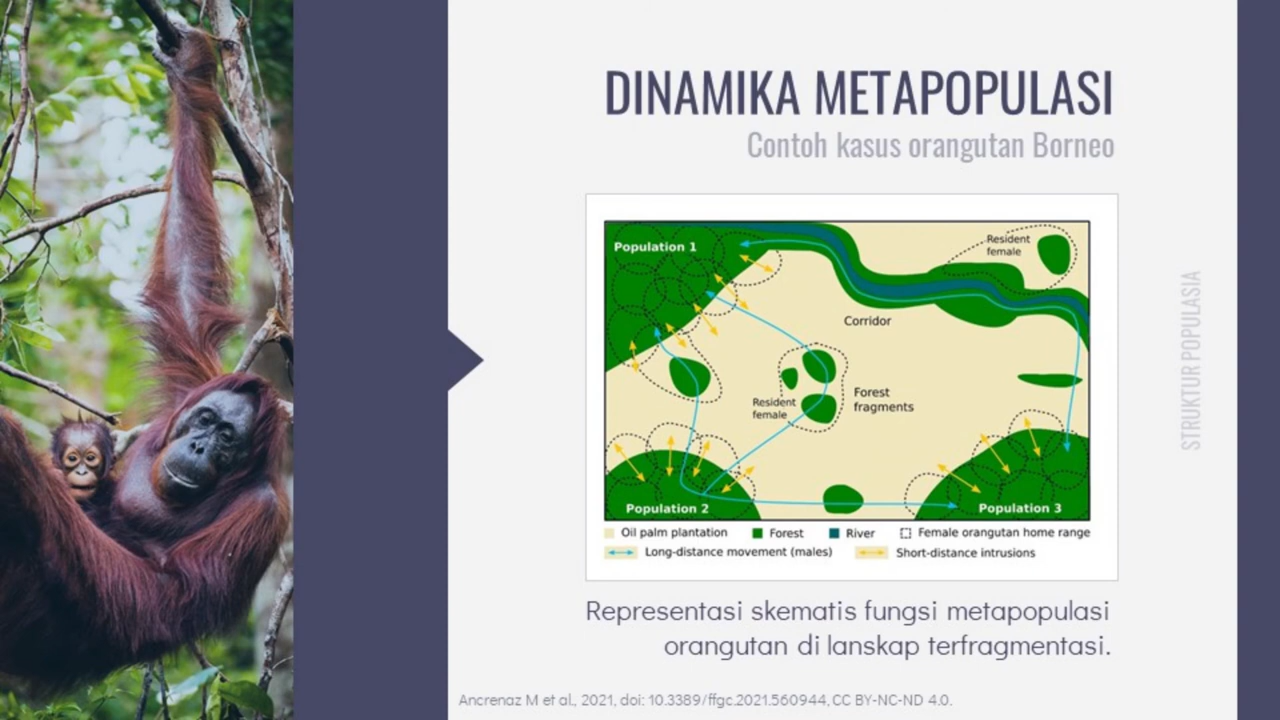 DINAMIKA METAPOPULASI
Contoh kasus orangutan Borneo
Population 1
Resident
female
Corridor
Resident
female
Forest
fragments
Population 2
Population 3
Oil palm plantation
Forest
River
Female orangutan home range
Long-distance movement (males)
Short-distance intrusions
Representasi skematis fungsi metapopulasi
orangutan di lanskap terfragmentasi.
Ancrenaz M et al., 2021, doi: 10.3389/ffgc.2021.560944, CC BY-NC-ND 4.0.
STRUKTUR POPULASIA